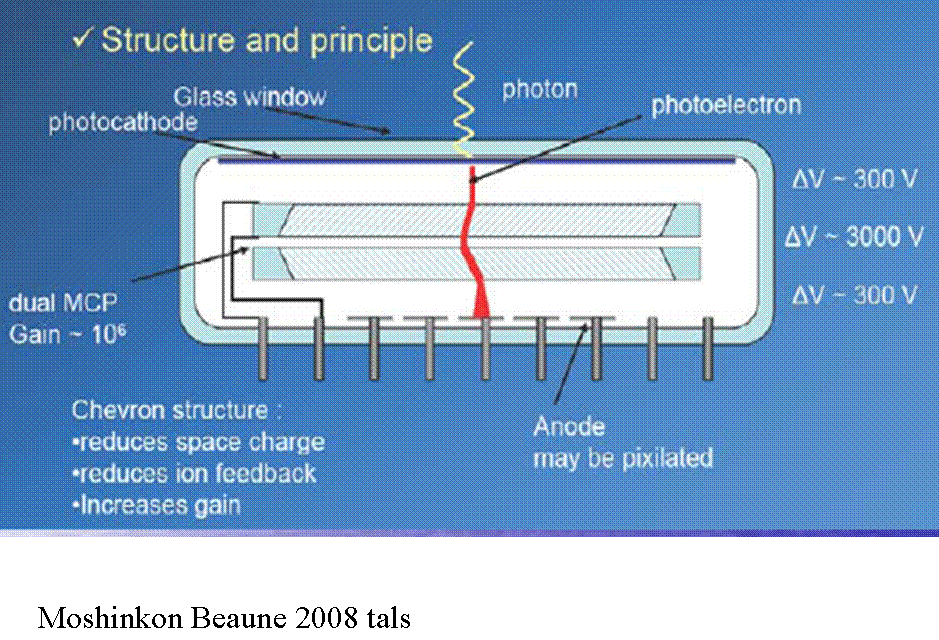 ✓ Structure and principle
photon
Glass window
photoelectron
photocathode
ΔV ~ 300 V
ΔV ~ 3000 V
ΔV ~ 300 V
dual MCP
Gain ~ 10⁶
Chevron structure :
•reduces space charge
•reduces ion feedback
•Increases gain
Anode
may be pixilated
Moshinkon Beaune 2008 tals